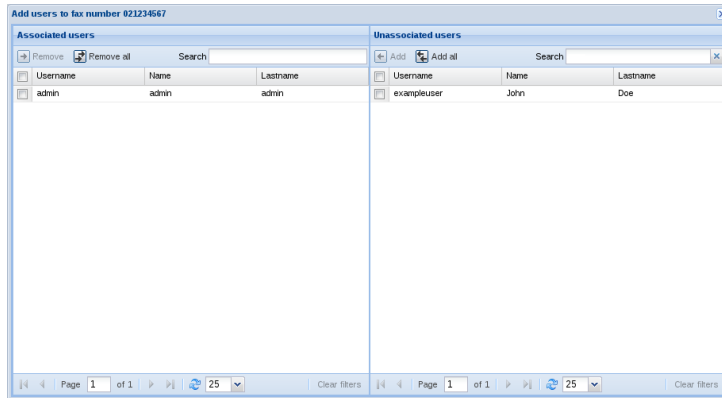 Add users to fax number 021234567
Associated users
Remove Remove all Search
Username Name Lastname
admin admin admin
Page 1 of 1 25 Clear filters
Unassociated users
Add Add all Search
Username Name Lastname
exampleuser John Doe
Page 1 of 1 25 Clear filters